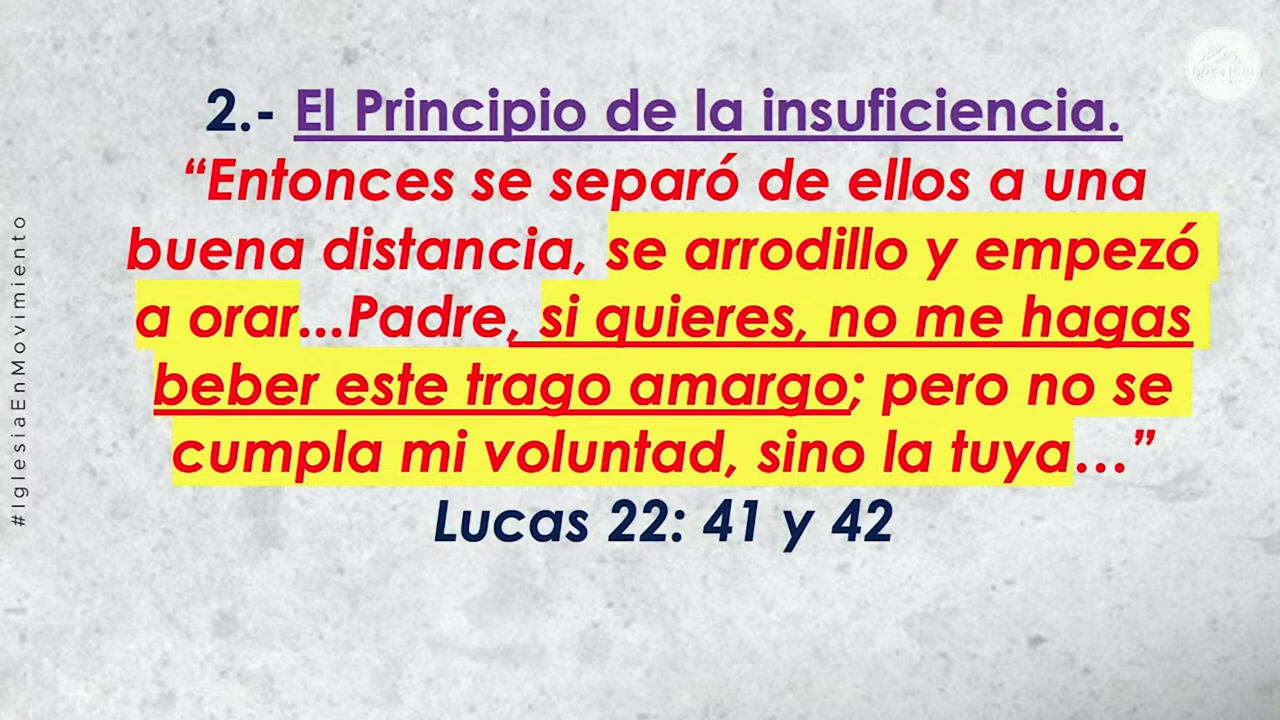 2.- El Principio de la insuficiencia.
“Entonces se separó de ellos a una
buena distancia, se arrodillo y empezó
a orar...Padre, si quieres, no me hagas
beber este trago amargo; pero no se
cumpla mi voluntad, sino la tuya...”
Lucas 22: 41 y 42
#IglesiaEnMovimiento